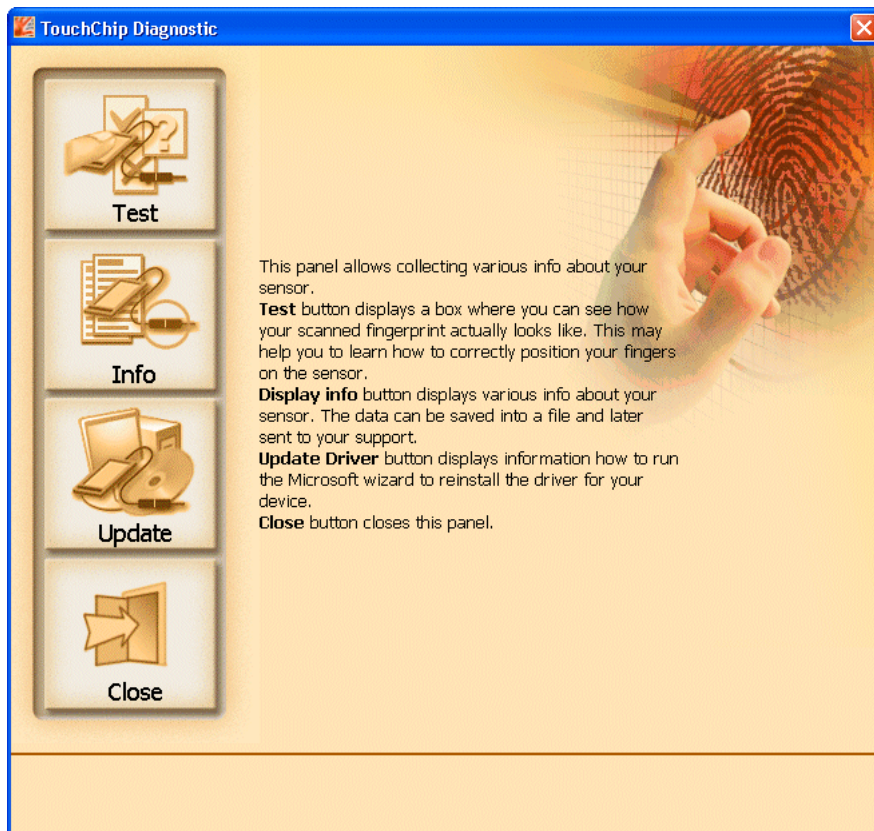 TouchChip Diagnostic
Test
Info
Update
Close
This panel allows collecting various info about your
sensor.
Test button displays a box where you can see how
your scanned fingerprint actually looks like. This may
help you to learn how to correctly position your fingers
on the sensor.
Display info button displays various info about your
sensor. The data can be saved into a file and later
sent to your support.
Update Driver button displays information how to run
the Microsoft wizard to reinstall the driver for your
device.
Close button closes this panel.